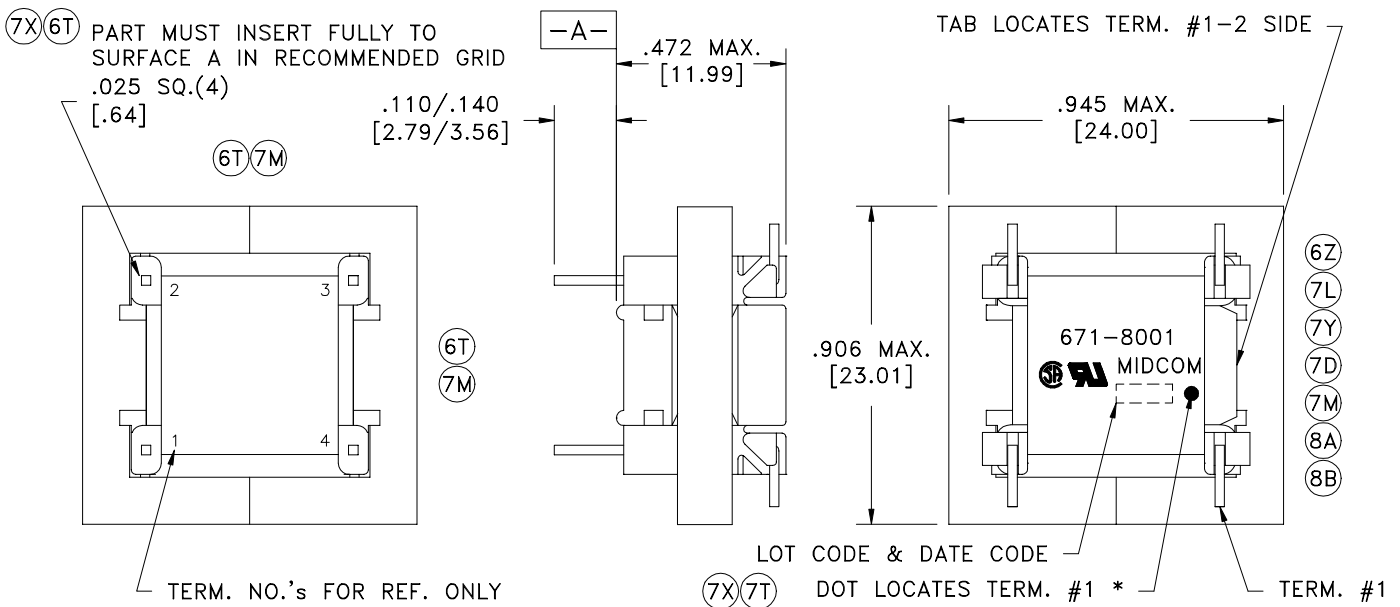 7X 6T PART MUST INSERT FULLY TO
SURFACE A IN RECOMMENDED GRID
.025 SQ.(4)
[.64]
6T 7M
-A-
.472 MAX.
[11.99]
.110/.140
[2.79/3.56]
TAB LOCATES TERM. #1-2 SIDE
.945 MAX.
[24.00]
2 3
1 4
6T
7M
.906 MAX.
[23.01]
671-8001
SA RU MIDCOM
6Z
7L
7Y
7D
7M
8A
8B
LOT CODE & DATE CODE
TERM. NO.'s FOR REF. ONLY
7X 7T DOT LOCATES TERM. #1 *
TERM. #1